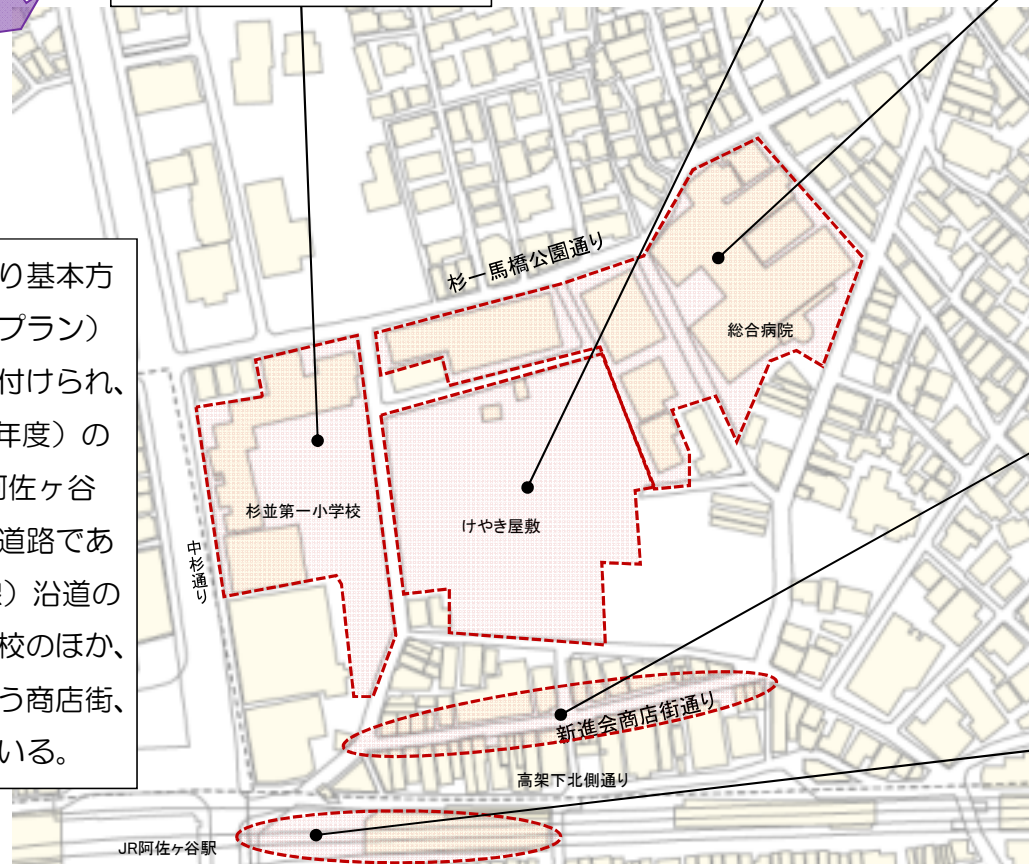 り基本方
プラン）
付けられ、
年度）の
阿佐ヶ谷
道路であ
）沿道の
校のほか、
う商店街、
いる。
杉一馬橋公園通り
総合病院
杉並第一小学校
けやき屋敷
中杉通り
新進会商店街通り
高架下北側通り
JR阿佐ヶ谷駅